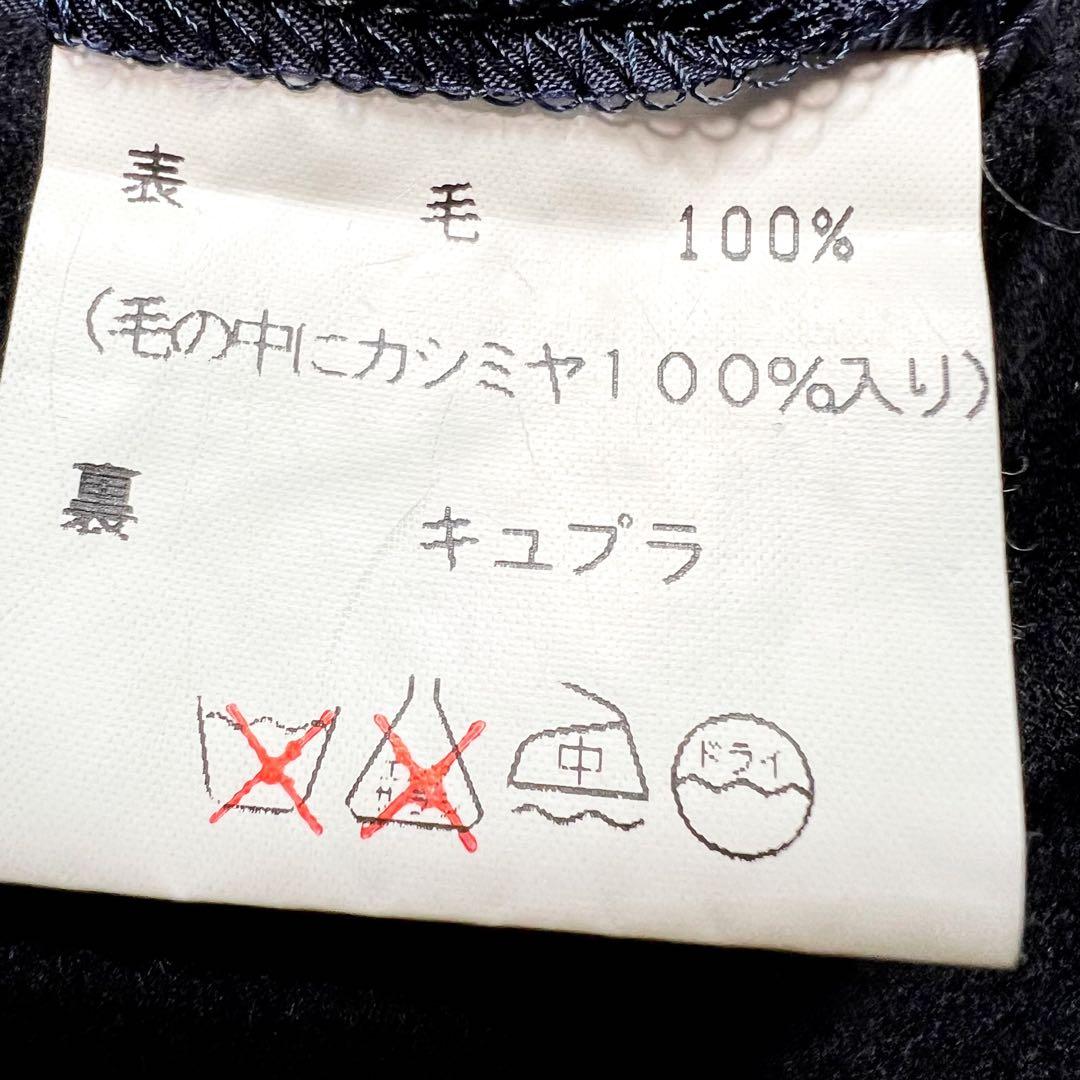 表 毛 100%
(毛の中にカシミヤ100%入り)
裏 キュプラ
中 ドライ